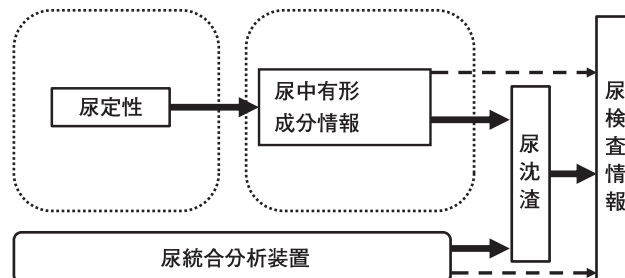 尿定性
尿中有形
成分情報
尿沈渣
尿検査情報
尿統合分析装置